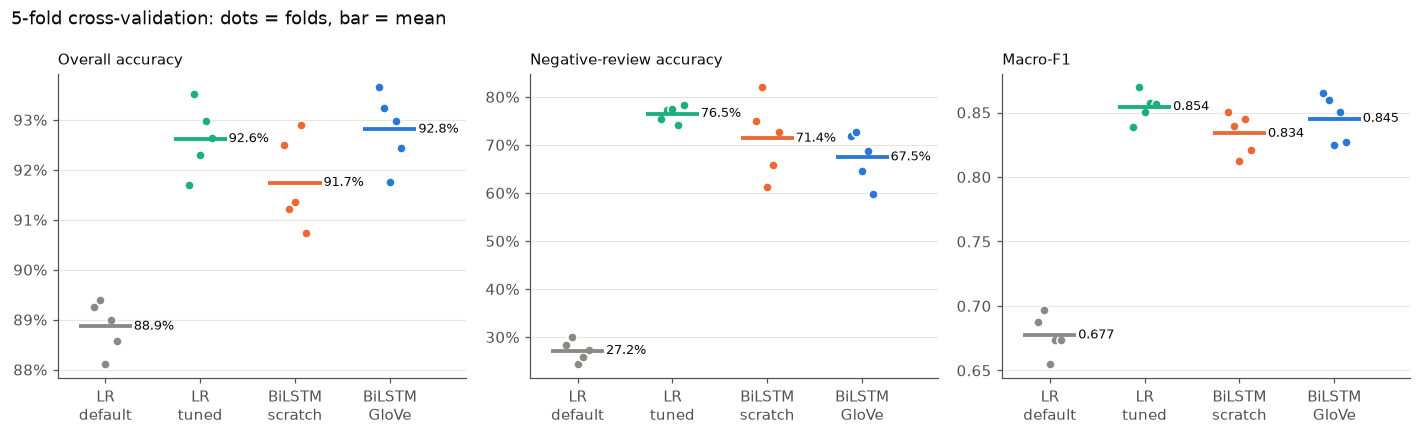 5-fold cross-validation: dots = folds, bar = mean
Overall accuracy
93%
92%
91%
90%
89%
88%
88.9%
92.6%
91.7%
92.8%
LR default
LR tuned
BiLSTM scratch
BiLSTM GloVe
Negative-review accuracy
80%
70%
60%
50%
40%
30%
27.2%
76.5%
71.4%
67.5%
LR default
LR tuned
BiLSTM scratch
BiLSTM GloVe
Macro-F1
0.85
0.80
0.75
0.70
0.65
0.677
0.854
0.834
0.845
LR default
LR tuned
BiLSTM scratch
BiLSTM GloVe